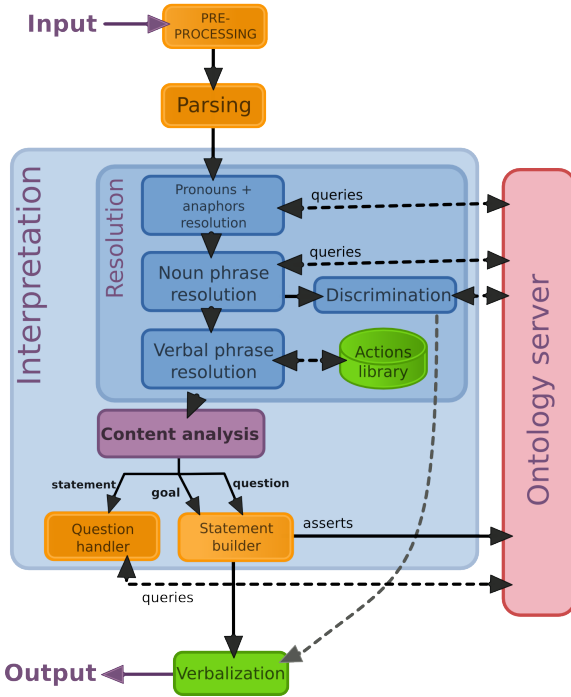 Input
PRE-
PROCESSING
Parsing
Interpretation
Resolution
Pronouns +
anaphors
resolution
queries
Noun phrase
resolution
queries
Discrimination
Verbal phrase
resolution
Actions
library
Ontology server
Content analysis
statement
goal
question
Question
handler
Statement
builder
asserts
queries
Output
Verbalization